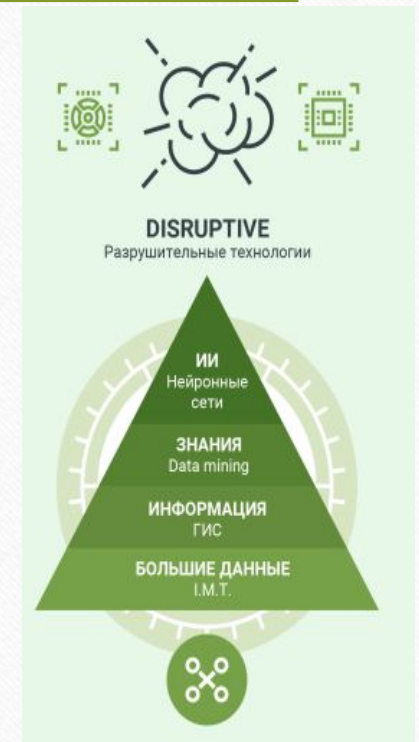 DISRUPTIVE
Разрушительные технологии
ИИ
Нейронные
сети
ЗНАНИЯ
Data mining
ИНФОРМАЦИЯ
ГИС
БОЛЬШИЕ ДАННЫЕ
I.M.T.